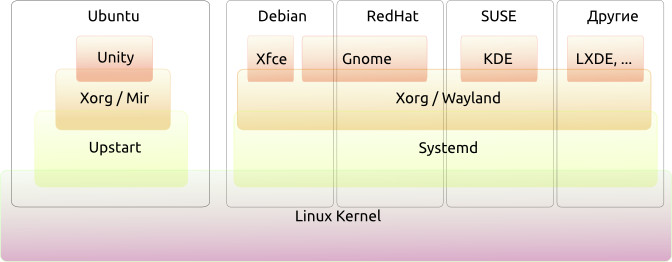 Ubuntu
Debian
RedHat
SUSE
Другие
Unity
Xfce
Gnome
KDE
LXDE, ...
Xorg / Mir
Xorg / Wayland
Upstart
Systemd
Linux Kernel